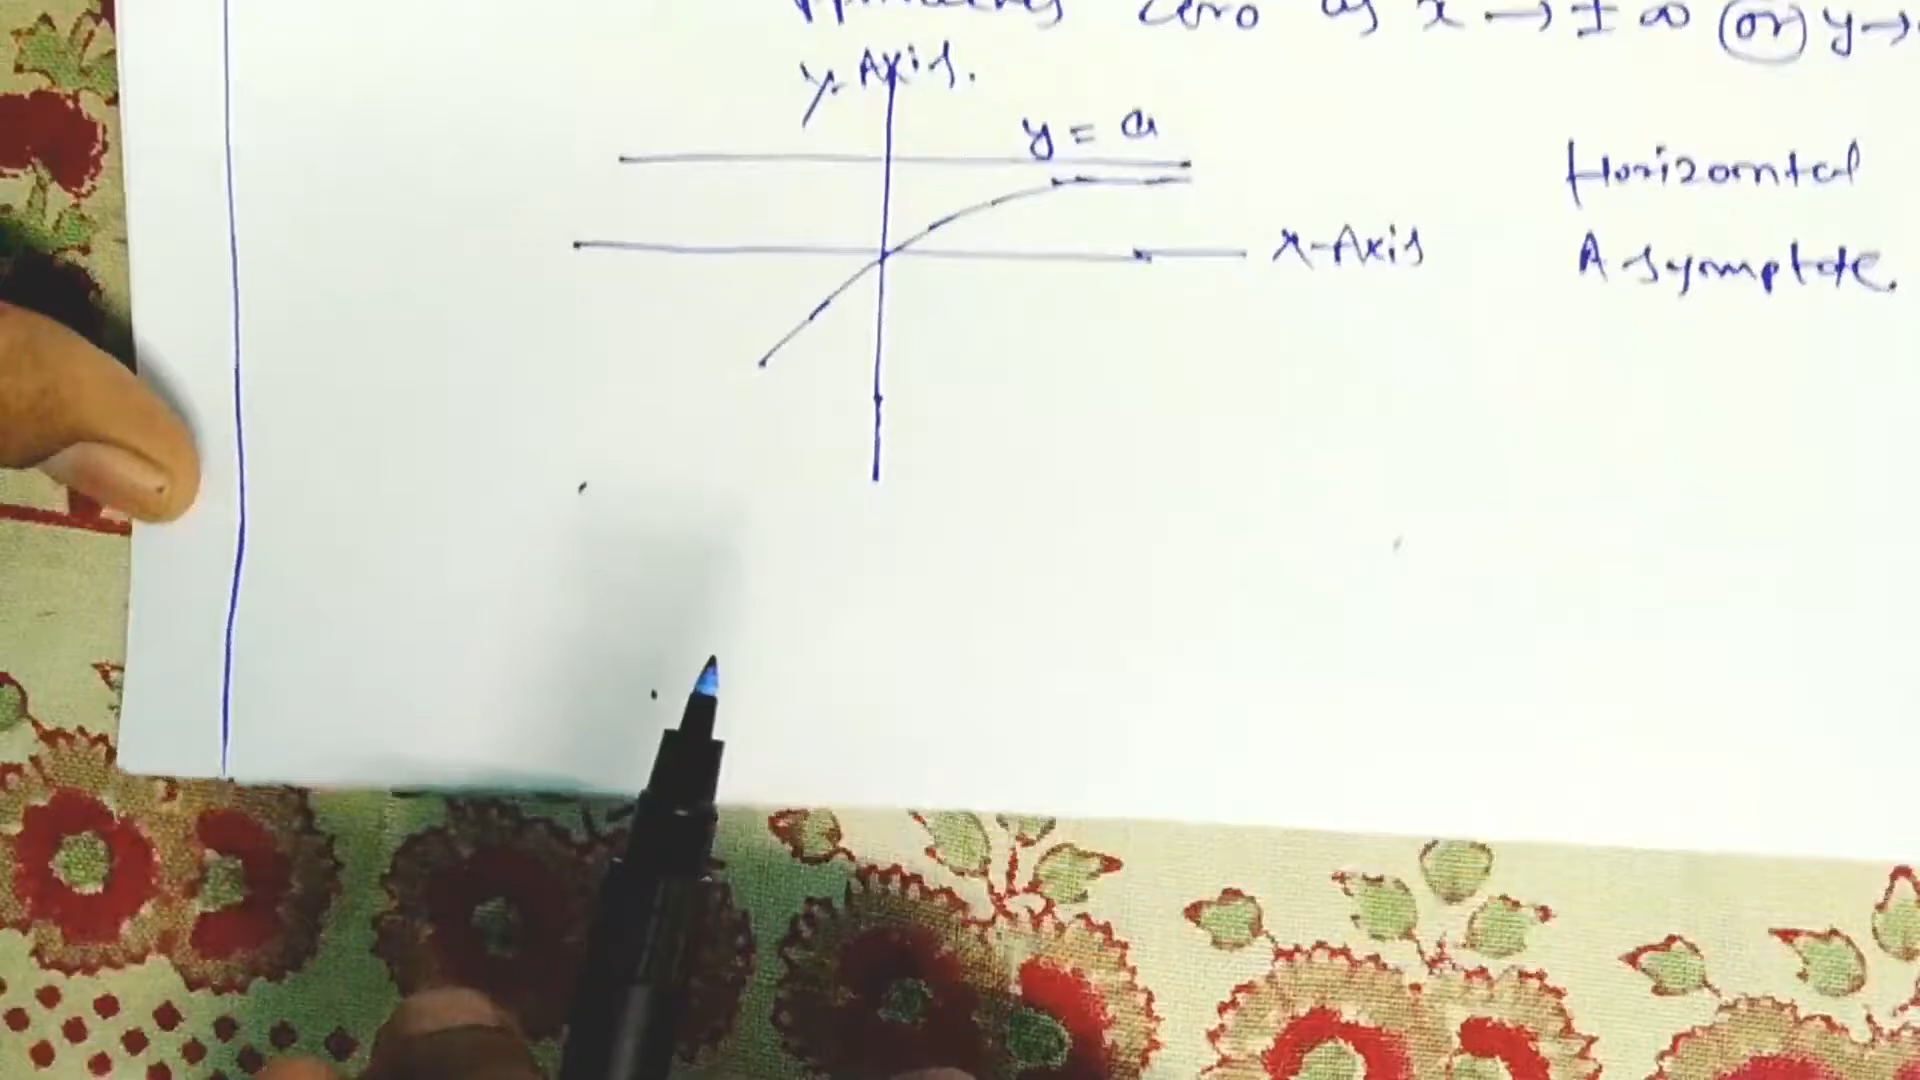 zero as x → ± ∞ (or) y →
y-Axis.
y = a
Horizontal
x-Axis
Asymptote.